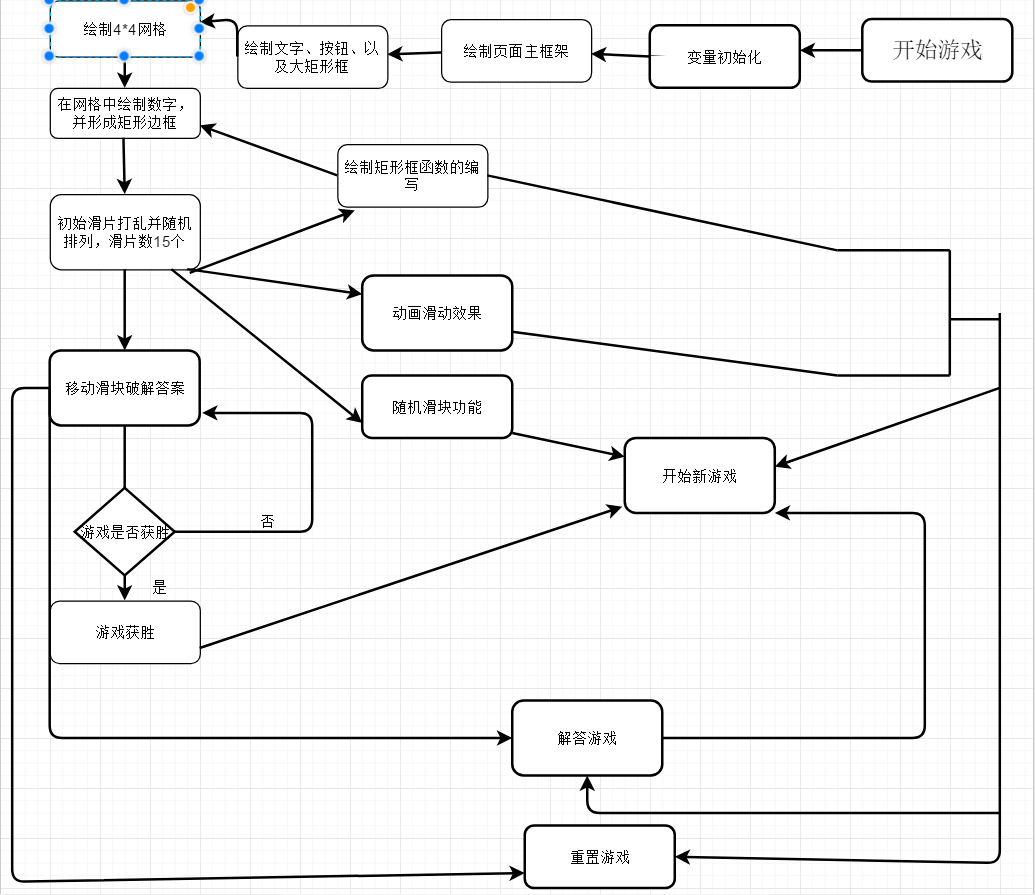 绘制4*4网格
绘制文字、按钮、以
及大矩形框
绘制页面主框架
变量初始化
开始游戏
在网格中绘制数字，
并形成矩形边框
绘制矩形框函数的编
写
初始滑片打乱并随机
排列，滑片数15个
动画滑动效果
移动滑块破解答案
随机滑块功能
开始新游戏
否
游戏是否获胜
是
游戏获胜
解答游戏
重置游戏